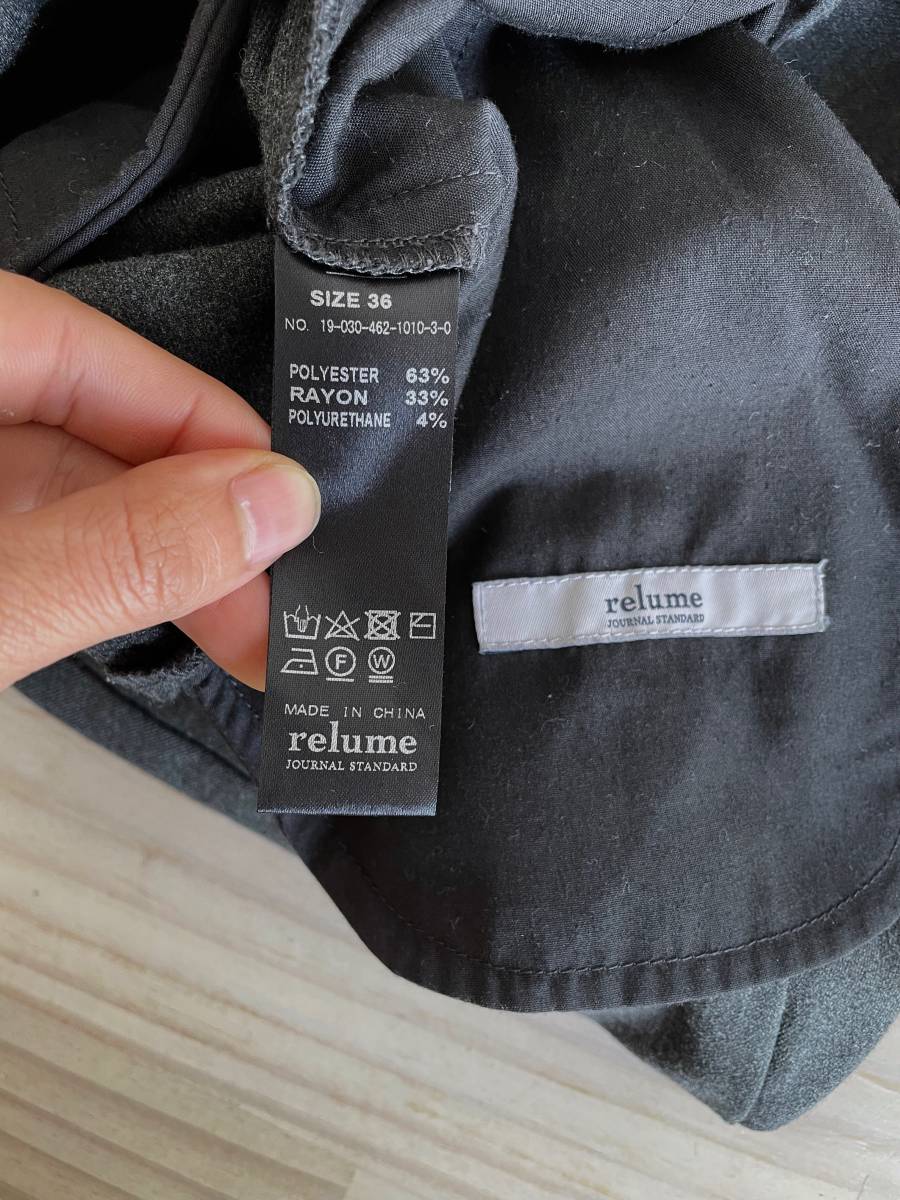 SIZE 36
NO. 19-030-462-1010-3-0
POLYESTER 63%
RAYON 33%
POLYURETHANE 4%
F W
MADE IN CHINA
relume
JOURNAL STANDARD
relume
JOURNAL STANDARD